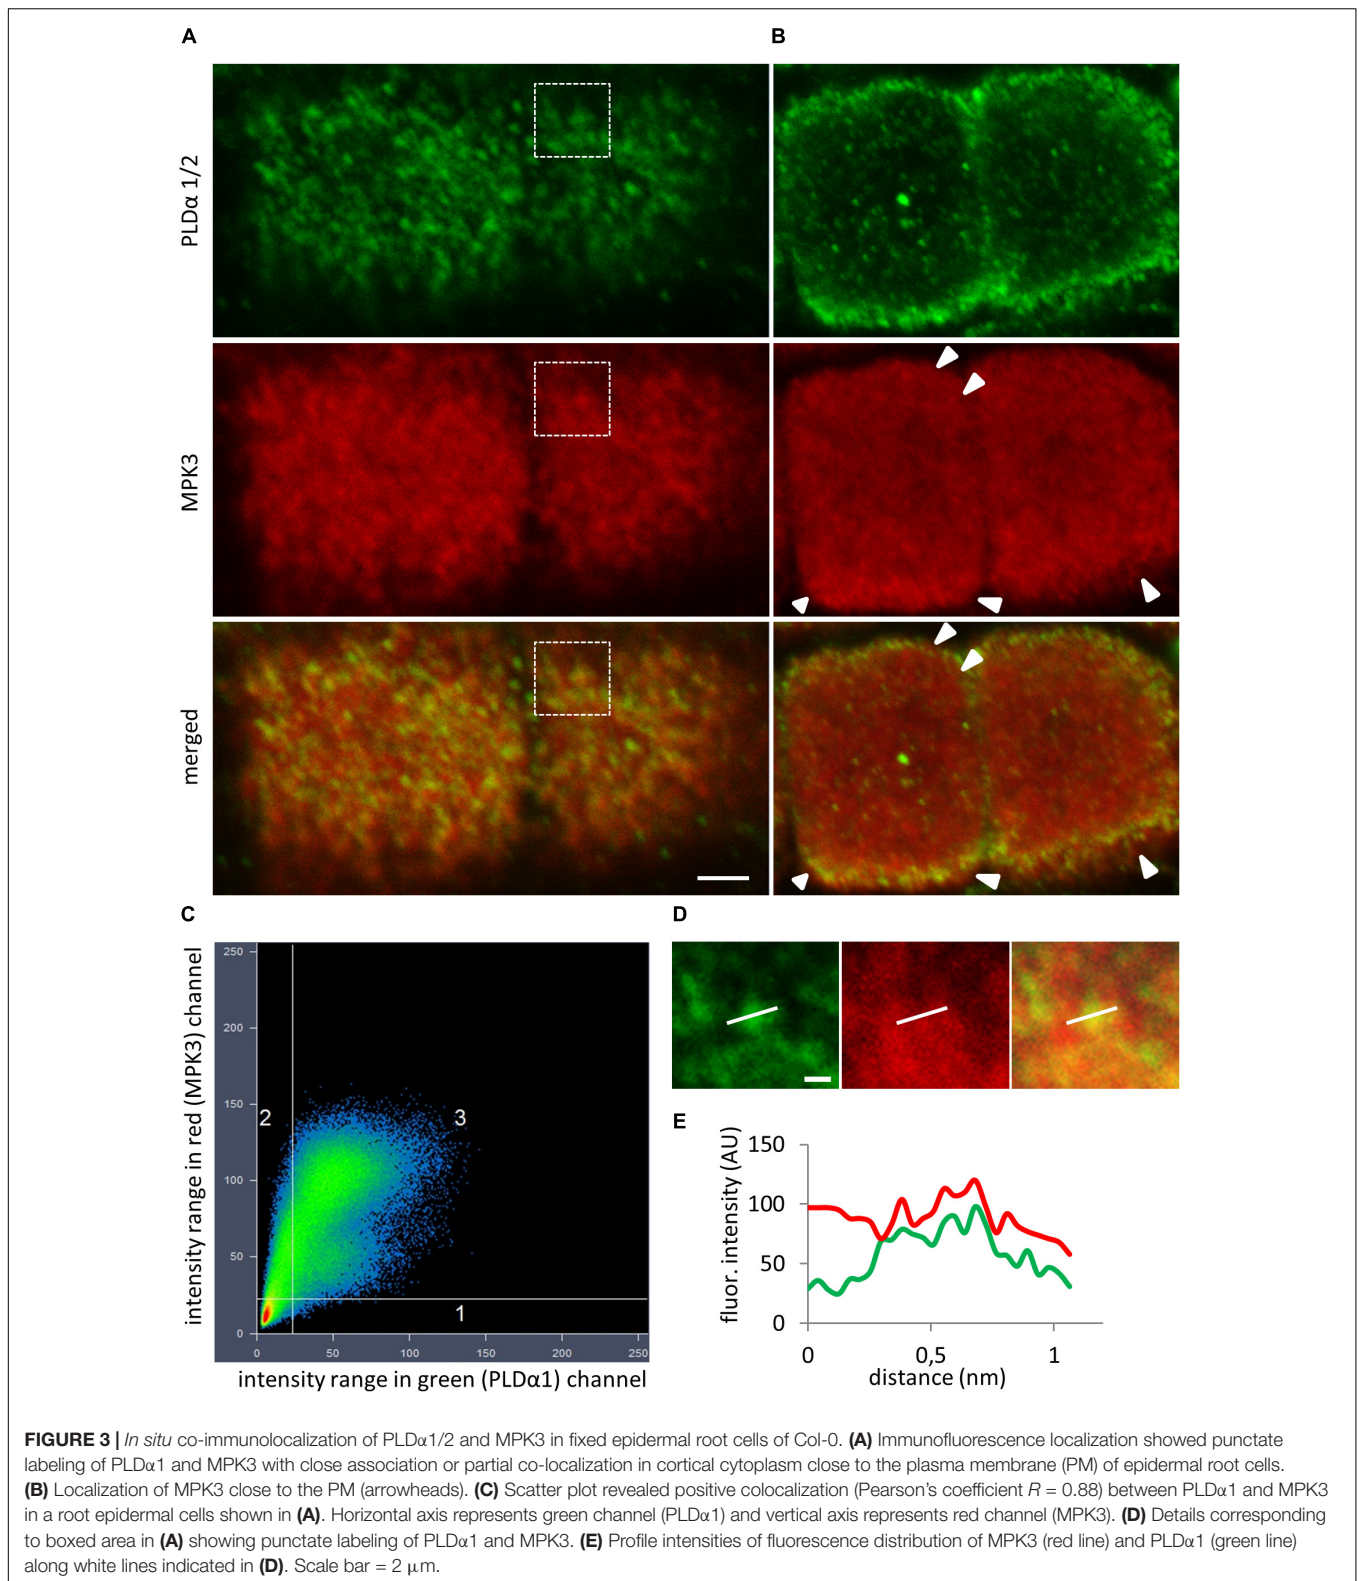 A
B
PLDα 1/2
MPK3
merged
C
D
intensity range in red (MPK3) channel
250
200
150
100
50
0
2
3
1
0
50
100
150
200
250
intensity range in green (PLDα1) channel
E
fluor. intensity (AU)
150
100
50
0
0
0,5
1
distance (nm)
FIGURE 3 | In situ co-immunolocalization of PLDα1/2 and MPK3 in fixed epidermal root cells of Col-0. (A) Immunofluorescence localization showed punctate
labeling of PLDα1 and MPK3 with close association or partial co-localization in cortical cytoplasm close to the plasma membrane (PM) of epidermal root cells.
(B) Localization of MPK3 close to the PM (arrowheads). (C) Scatter plot revealed positive colocalization (Pearson's coefficient R = 0.88) between PLDα1 and MPK3
in a root epidermal cells shown in (A). Horizontal axis represents green channel (PLDα1) and vertical axis represents red channel (MPK3). (D) Details corresponding
to boxed area in (A) showing punctate labeling of PLDα1 and MPK3. (E) Profile intensities of fluorescence distribution of MPK3 (red line) and PLDα1 (green line)
along white lines indicated in (D). Scale bar = 2 μm.